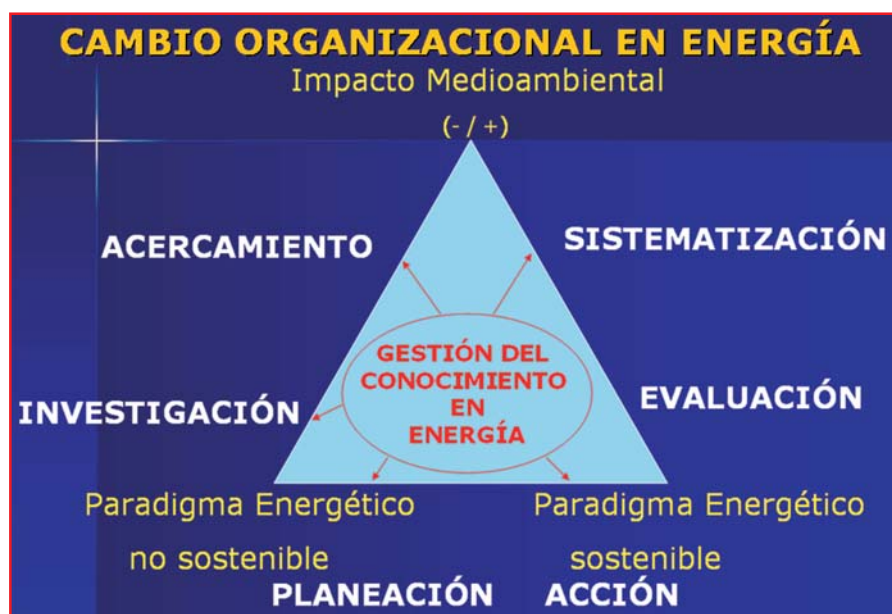 CAMBIO ORGANIZACIONAL EN ENERGÍA
Impacto Medioambiental
(- / +)
ACERCAMIENTO
SISTEMATIZACIÓN
GESTIÓN DEL
CONOCIMIENTO
EN
ENERGÍA
INVESTIGACIÓN
EVALUACIÓN
Paradigma Energético
no sostenible
Paradigma Energético
sostenible
PLANEACIÓN
ACCIÓN